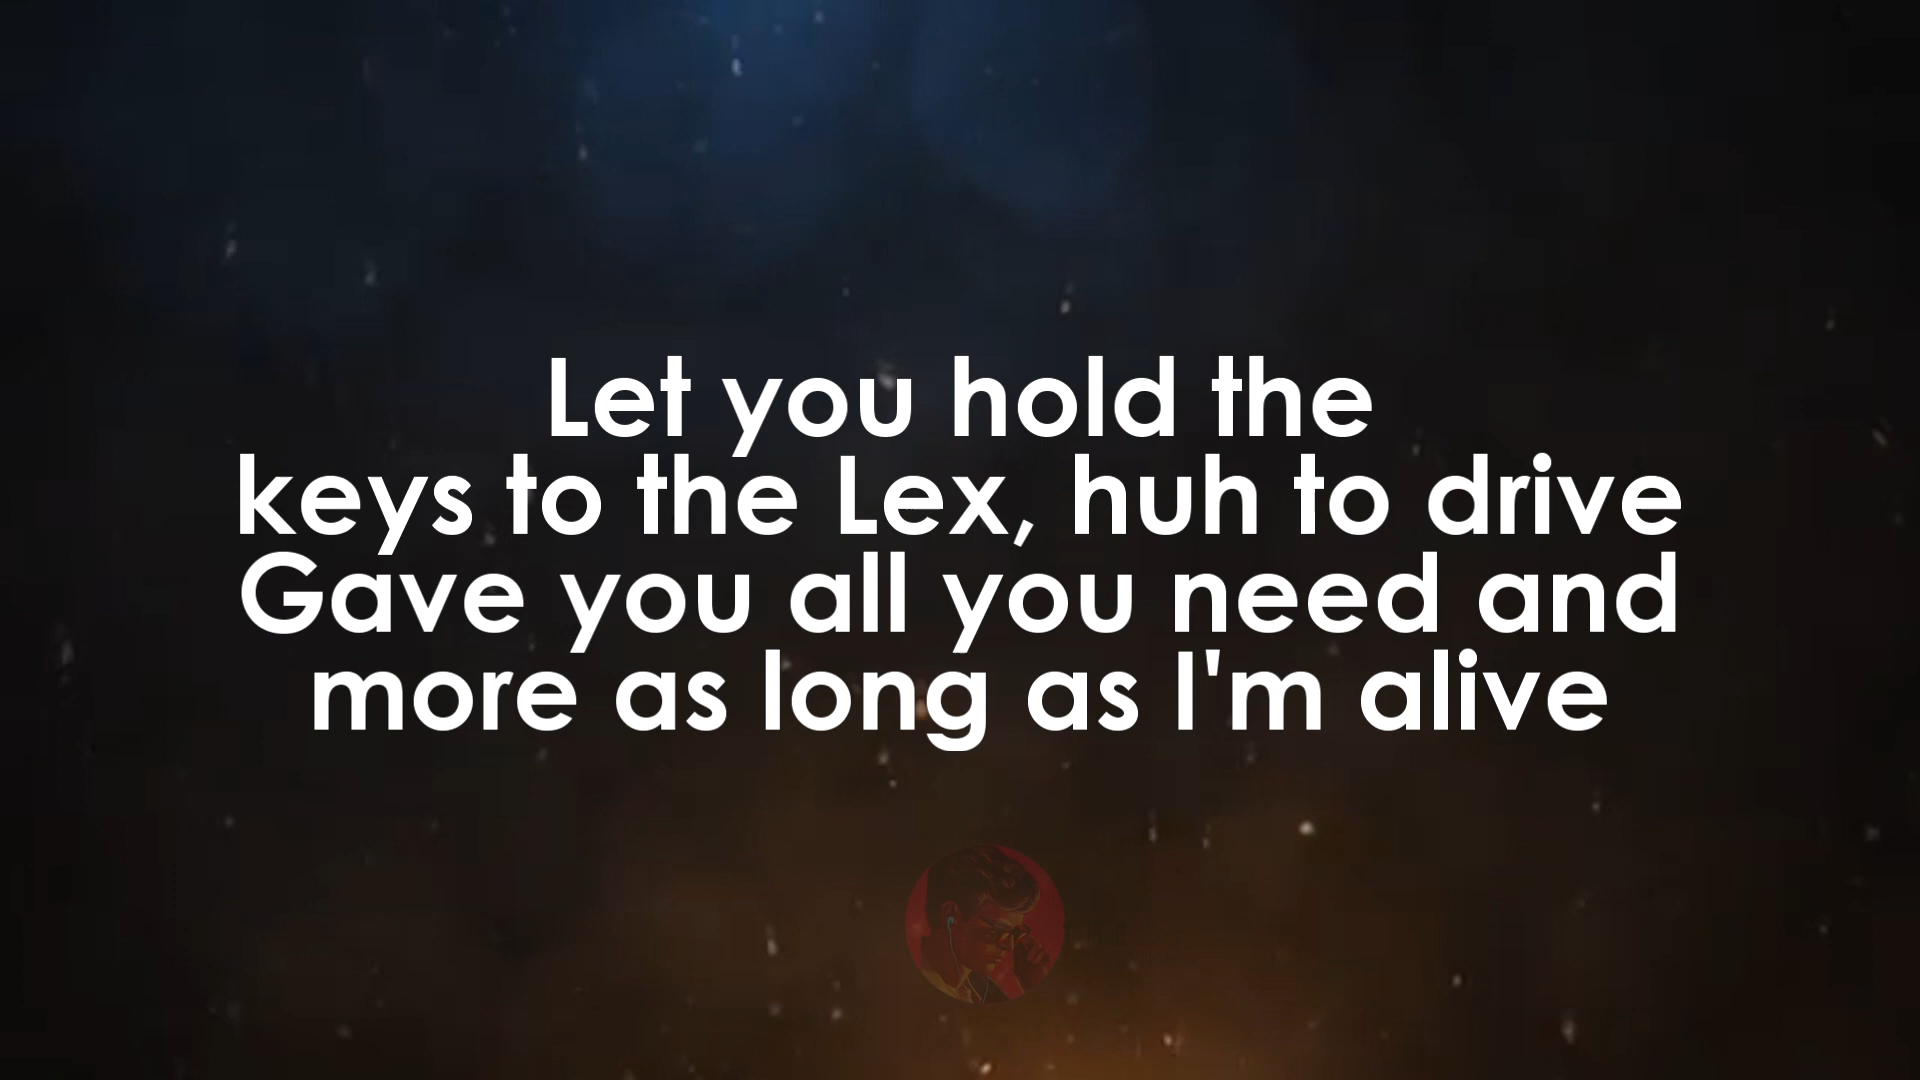 Let you hold the
keys to the Lex, huh to drive
Gave you all you need and
more as long as I'm alive